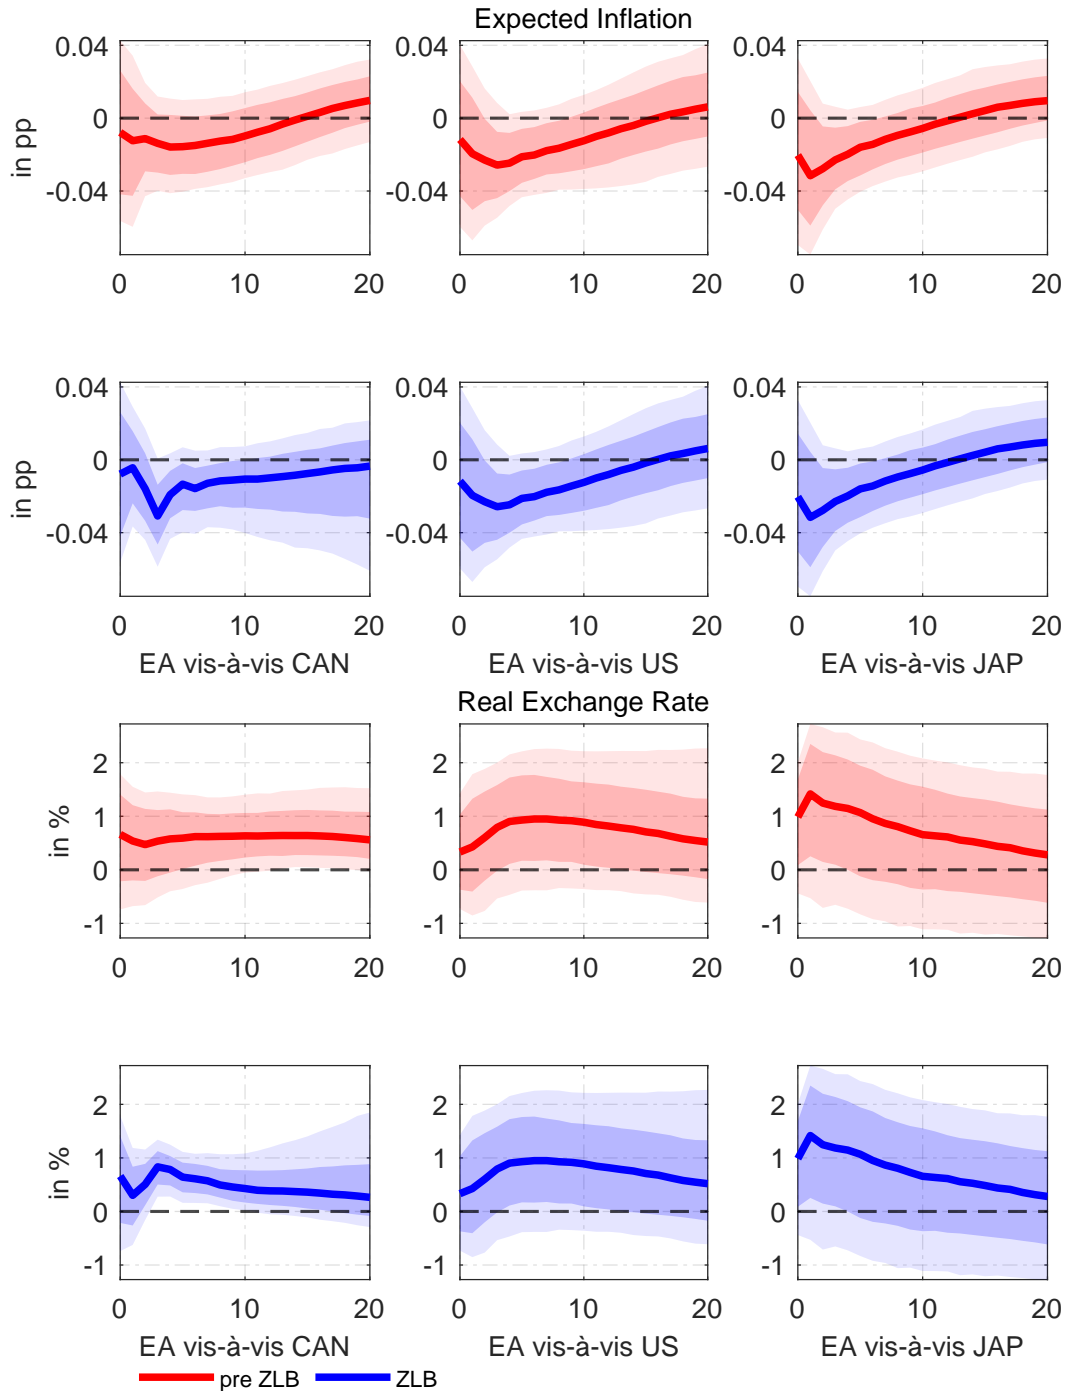 Expected Inflation
0.04 0.04 0.04
0 0 0
-0.04 -0.04 -0.04
in pp
0 10 20 0 10 20 0 10 20
0.04 0.04 0.04
0 0 0
-0.04 -0.04 -0.04
in pp
0 10 20 0 10 20 0 10 20
EA vis-à-vis CAN EA vis-à-vis US EA vis-à-vis JAP
Real Exchange Rate
2 2 2
1 1 1
0 0 0
-1 -1 -1
in %
0 10 20 0 10 20 0 10 20
2 2 2
1 1 1
0 0 0
-1 -1 -1
in %
0 10 20 0 10 20 0 10 20
EA vis-à-vis CAN EA vis-à-vis US EA vis-à-vis JAP
pre ZLB ZLB